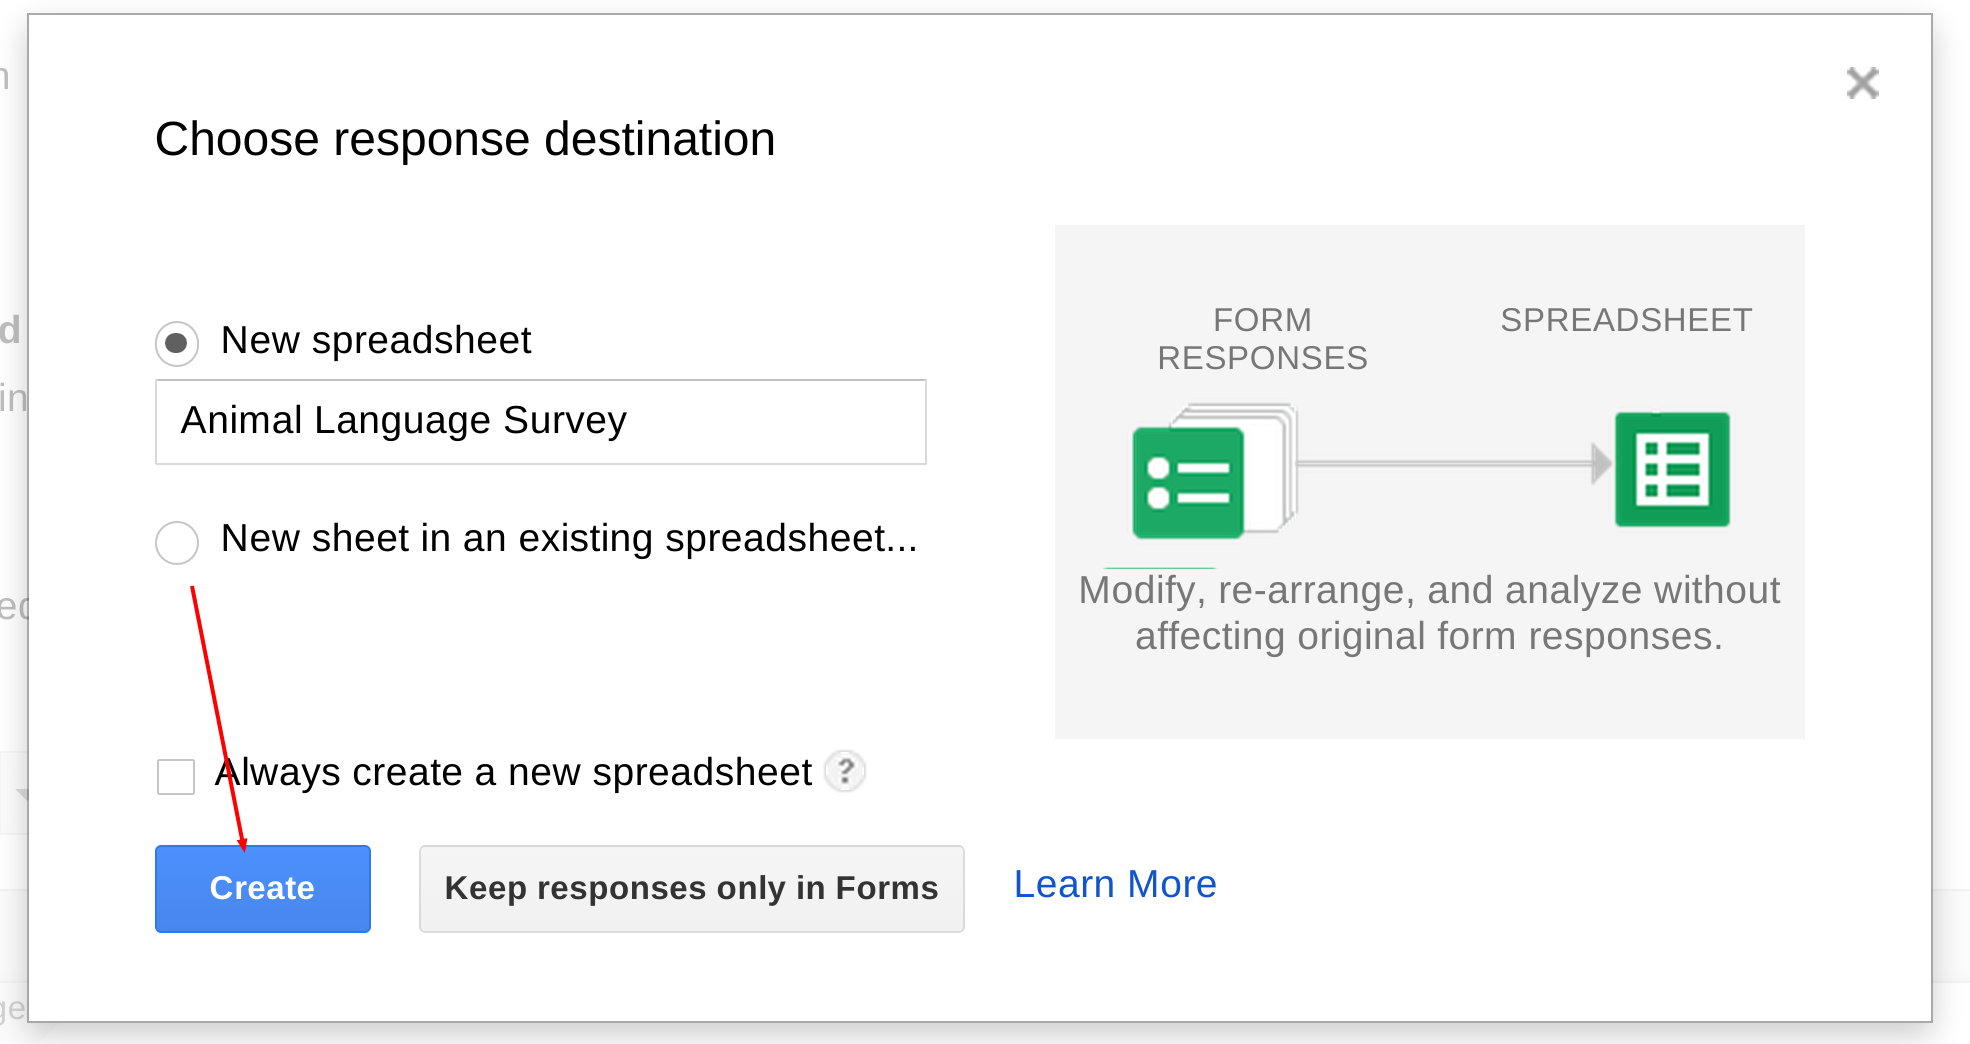 Choose response destination
New spreadsheet
Animal Language Survey
New sheet in an existing spreadsheet...
Always create a new spreadsheet ?
Create
Keep responses only in Forms
Learn More
FORM
RESPONSES
SPREADSHEET
Modify, re-arrange, and analyze without
affecting original form responses.